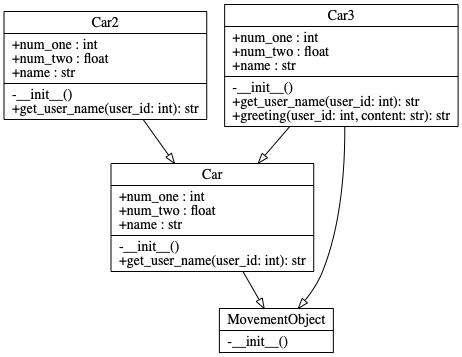 Car2
+num_one : int
+num_two : float
+name : str
-__init__()
+get_user_name(user_id: int): str
Car3
+num_one : int
+num_two : float
+name : str
-__init__()
+get_user_name(user_id: int): str
+greeting(user_id: int, content: str): str
Car
+num_one : int
+num_two : float
+name : str
-__init__()
+get_user_name(user_id: int): str
MovementObject
-__init__()